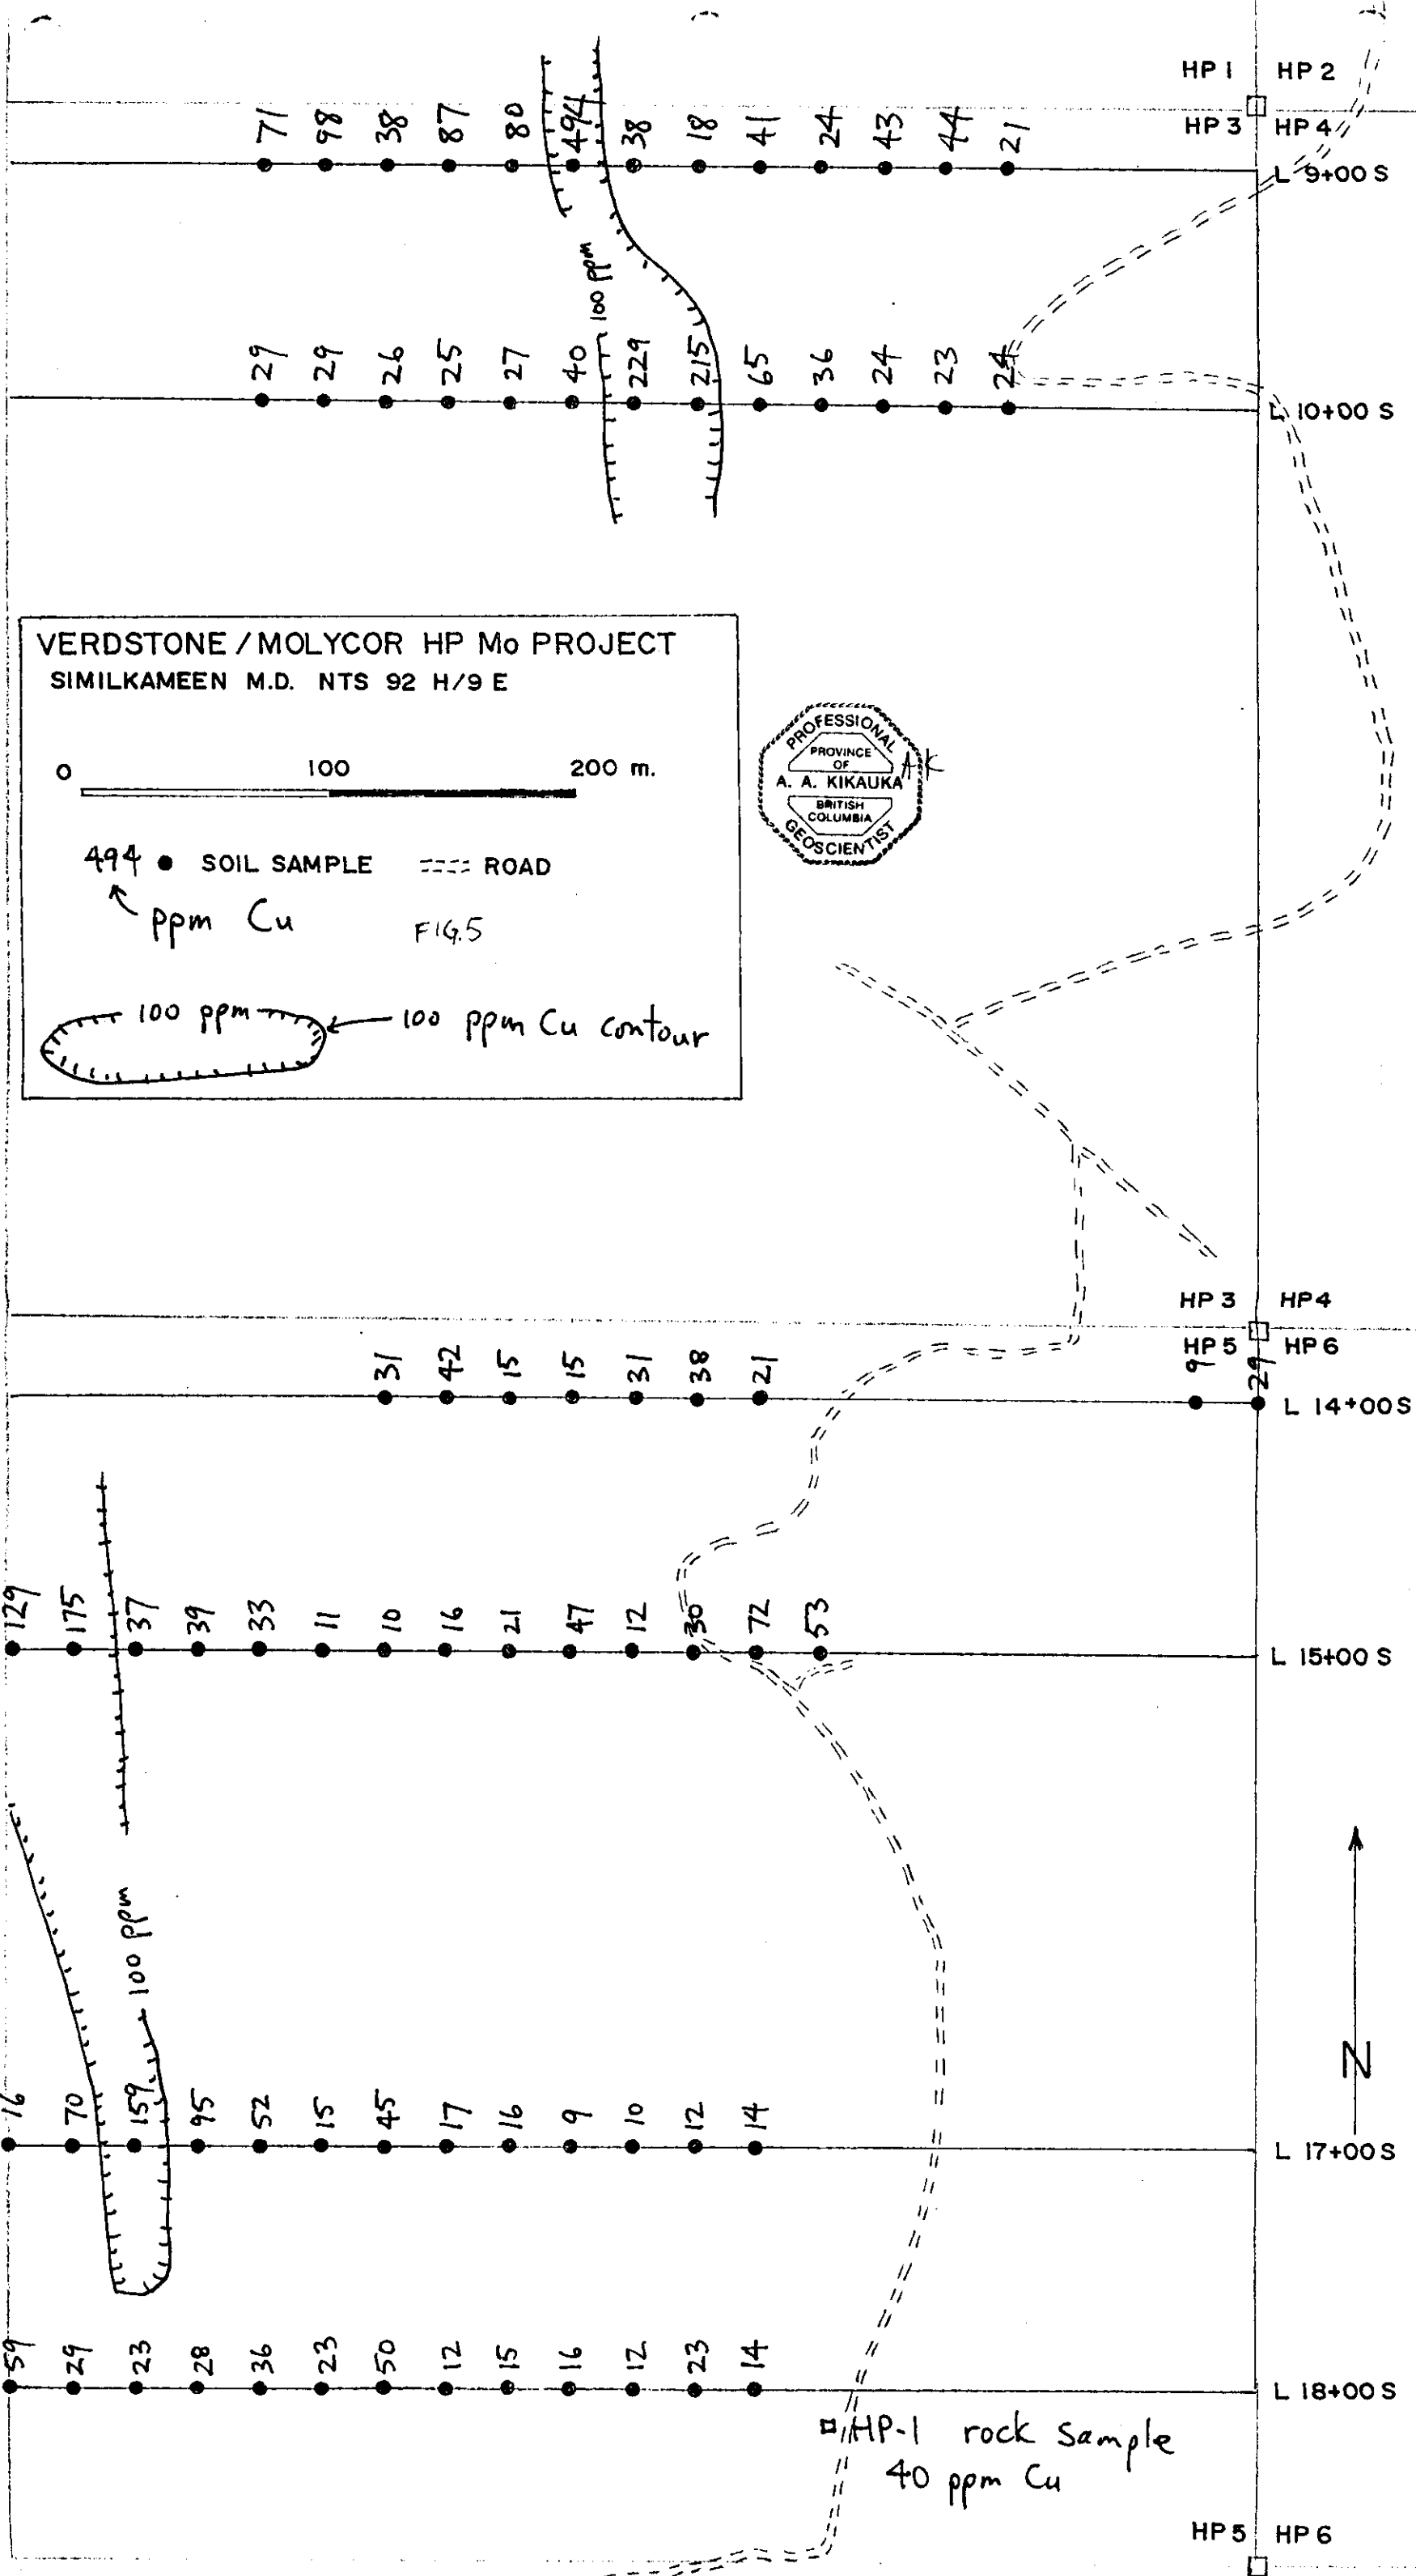 HP 1 HP 2
HP 3 HP 4
71 98 38 87 80 494 38 18 41 24 43 44 21
L 9+00 S
100 ppm
29 29 26 25 27 40 229 215 65 36 24 23 24
L 10+00 S
VERDSTONE / MOLYCOR HP Mo PROJECT
SIMILKAMEEN M.D. NTS 92 H/9 E
0 100 200 m.
494 SOIL SAMPLE ROAD
ppm Cu FIG.5
100 ppm 100 ppm Cu contour
PROFESSIONAL
PROVINCE
OF
A. A. KIKAUKA
BRITISH
COLUMBIA
GEOSCIENTIST
AK
HP 3 HP 4
HP 5 HP 6
31 42 15 15 31 38 21 9 29
L 14+00 S
129 175 37 39 33 11 10 16 21 47 12 30 72 53
L 15+00 S
100 ppm
N
16 70 159 95 52 15 45 17 16 9 10 12 14
L 17+00 S
59 29 23 28 36 23 50 12 15 16 12 23 14
L 18+00 S
HP-1 rock sample
40 ppm Cu
HP 5 HP 6